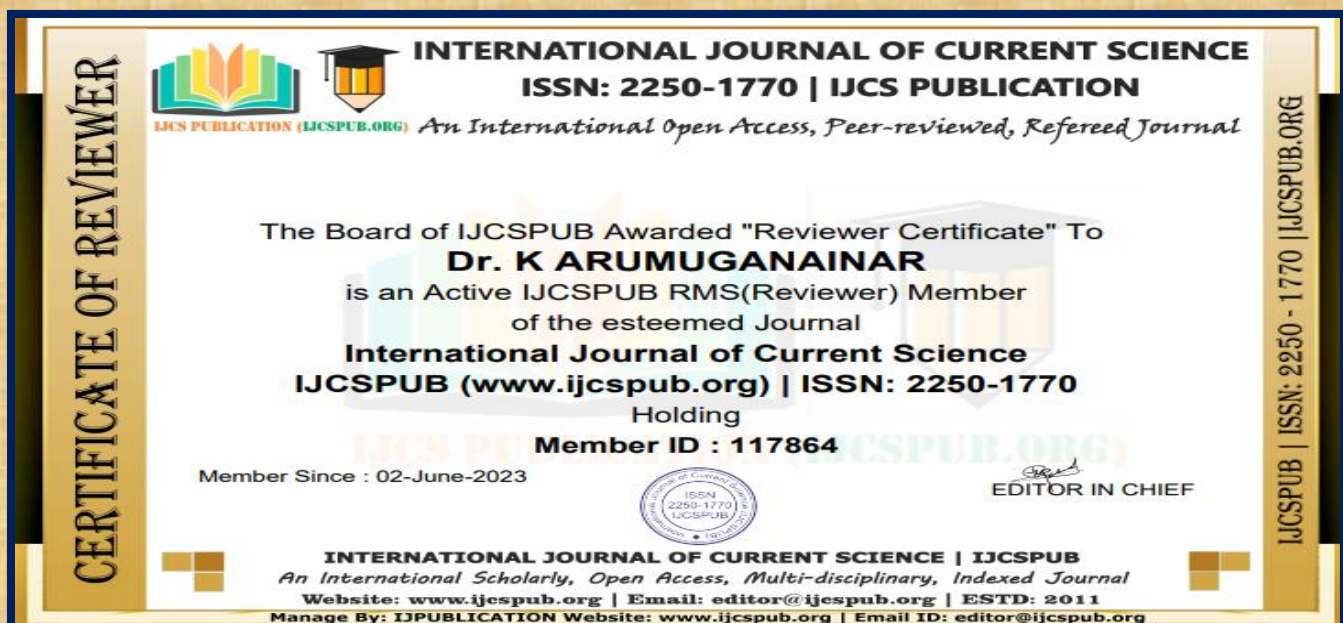 CERTIFICATE OF REVIEWER
INTERNATIONAL JOURNAL OF CURRENT SCIENCE
ISSN: 2250-1770 | IJCS PUBLICATION
IJCS PUBLICATION (IJCSPUB.ORG)
An International Open Access, Peer-reviewed, Refereed Journal
The Board of IJCSPUB Awarded "Reviewer Certificate" To
Dr. K ARUMUGANAINAR
is an Active IJCSPUB RMS(Reviewer) Member
of the esteemed Journal
International Journal of Current Science
IJCSPUB (www.ijcspub.org) | ISSN: 2250-1770
Holding
IJCS PUBLICATION (IJCSPUB.ORG)
Member ID : 117864
Member Since : 02-June-2023
ISSN
2250-1770
IJCSPUB
EDITOR IN CHIEF
INTERNATIONAL JOURNAL OF CURRENT SCIENCE | IJCSPUB
An International Scholarly, Open Access, Multi-disciplinary, Indexed Journal
Website: www.ijcspub.org | Email: editor@ijcspub.org | ESTD: 2011
Manage By: IJPUBLICATION Website: www.ijcspub.org | Email ID: editor@ijcspub.org
IJCSPUB | ISSN: 2250 - 1770 | IJCSPUB.ORG